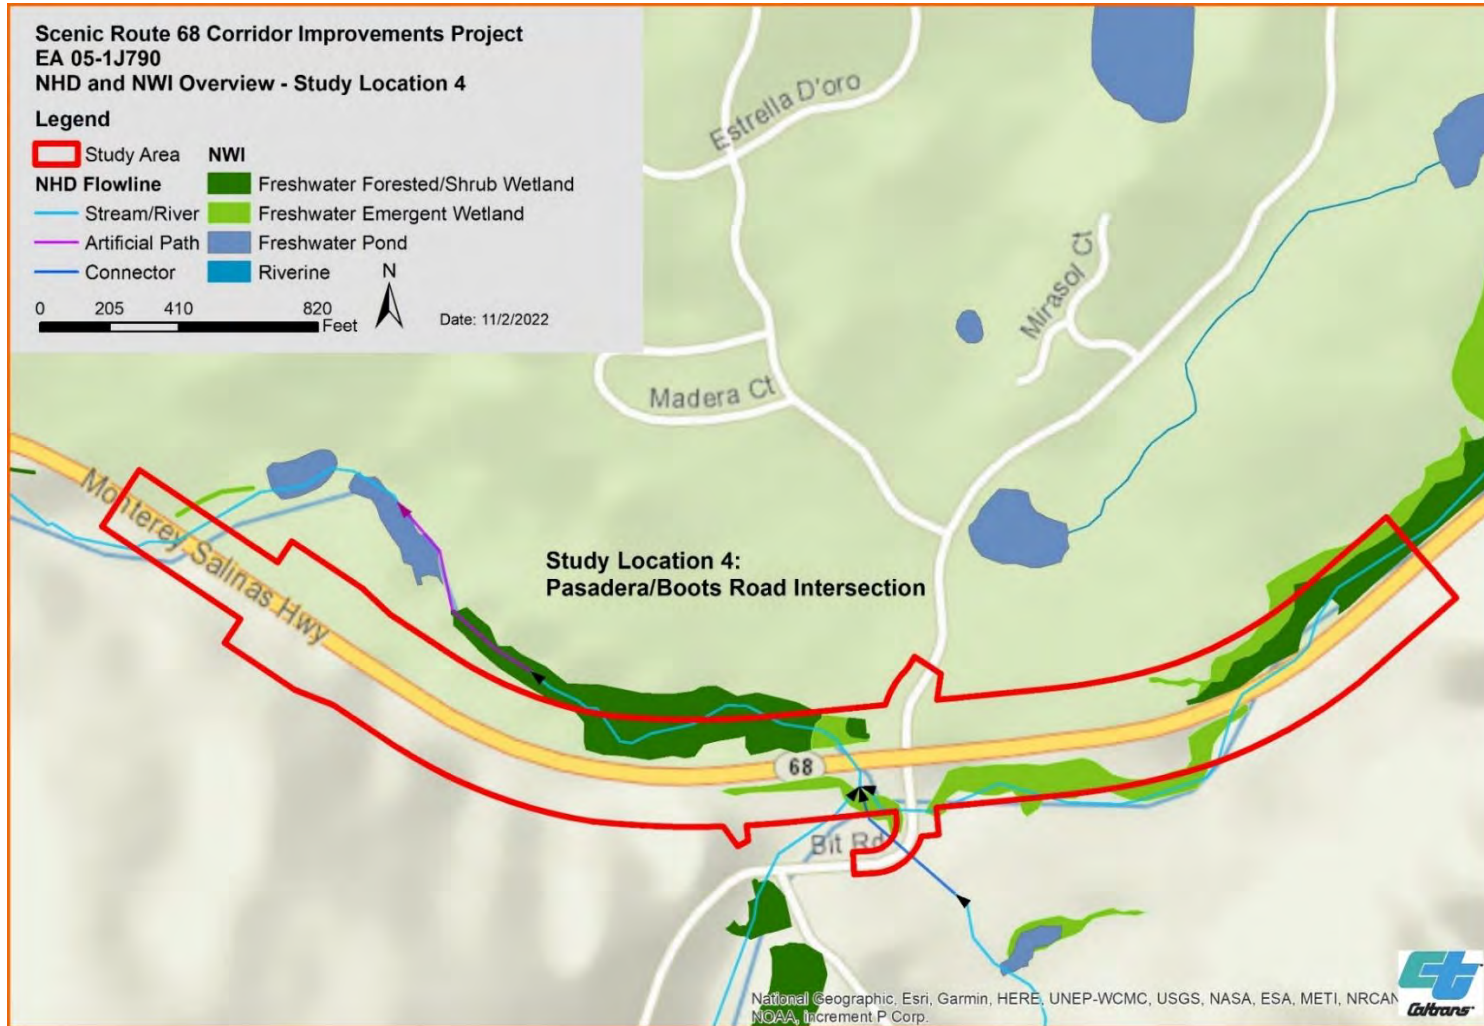 Scenic Route 68 Corridor Improvements Project
EA 05-1J790
NHD and NWI Overview - Study Location 4
Legend
Study Area
NWI
NHD Flowline
Freshwater Forested/Shrub Wetland
Stream/River
Freshwater Emergent Wetland
Artificial Path
Freshwater Pond
Connector
Riverine
N
0 205 410 820
Feet
Date: 11/2/2022
Estrella D'oro
Mirasol Ct
Madera Ct
Monterey Salinas Hwy
Study Location 4:
Pasadera/Boots Road Intersection
68
Bit Rd
National Geographic, Esri, Garmin, HERE, UNEP-WCMC, USGS, NASA, ESA, METI, NRCAN
NOAA, increment P Corp.
Caltrans